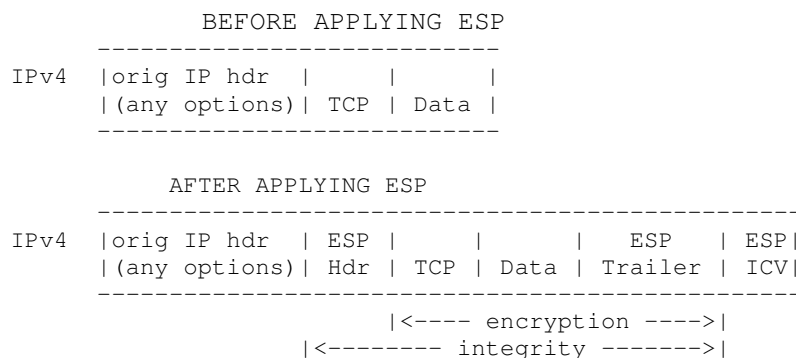 BEFORE APPLYING ESP
----------------------------
IPv4 |orig IP hdr | | |
|(any options)| TCP | Data |
----------------------------
AFTER APPLYING ESP
-------------------------------------------------
IPv4 |orig IP hdr | ESP | | | ESP | ESP|
|(any options)| Hdr | TCP | Data | Trailer | ICV|
-------------------------------------------------
|<---- encryption ---->|
|<-------- integrity ------->|